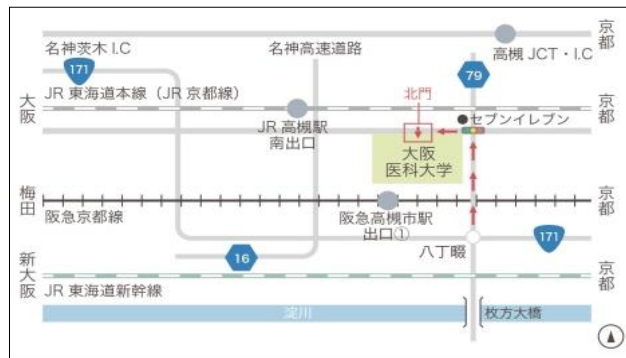 京都
名神茨木 I.C
名神高速道路
高槻 JCT・I.C
171
79
JR 東海道本線（JR 京都線）
北門
大阪
京都
セブンイレブン
JR 高槻駅
南出口
大阪
医科大学
梅田
京都
阪急京都線
阪急高槻市駅
出口①
171
八丁畷
16
新大阪
京都
JR 東海道新幹線
淀川
枚方大橋